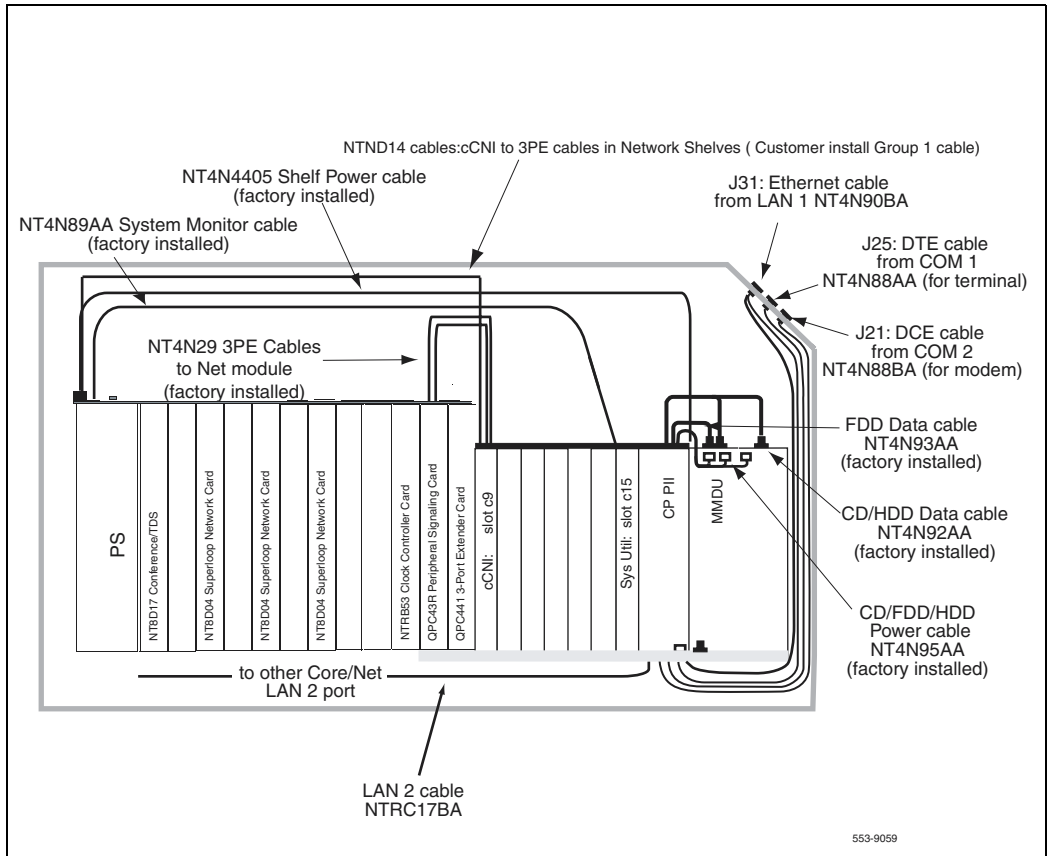 NTND14 cables:cCNI to 3PE cables in Network Shelves ( Customer install Group 1 cable)
NT4N4405 Shelf Power cable
(factory installed)
J31: Ethernet cable
from LAN 1 NT4N90BA
NT4N89AA System Monitor cable
(factory installed)
J25: DTE cable
from COM 1
NT4N88AA (for terminal)
J21: DCE cable
from COM 2
NT4N88BA (for modem)
NT4N29 3PE Cables
to Net module
(factory installed)
FDD Data cable
NT4N93AA
(factory installed)
CD/HDD Data cable
NT4N92AA
(factory installed)
CD/FDD/HDD
Power cable
NT4N95AA
(factory installed)
PS
NT8D17 Conference/TDS
NT8D04 Superloop Network Card
NT8D04 Superloop Network Card
NT8D04 Superloop Network Card
NTRB53 Clock Controller Card
QPC43R Peripheral Signaling Card
QPC441 3-Port Extender Card
cCNI: slot c9
Sys Util: slot c15
CP PII
MMDU
to other Core/Net
LAN 2 port
LAN 2 cable
NTRC17BA
553-9059